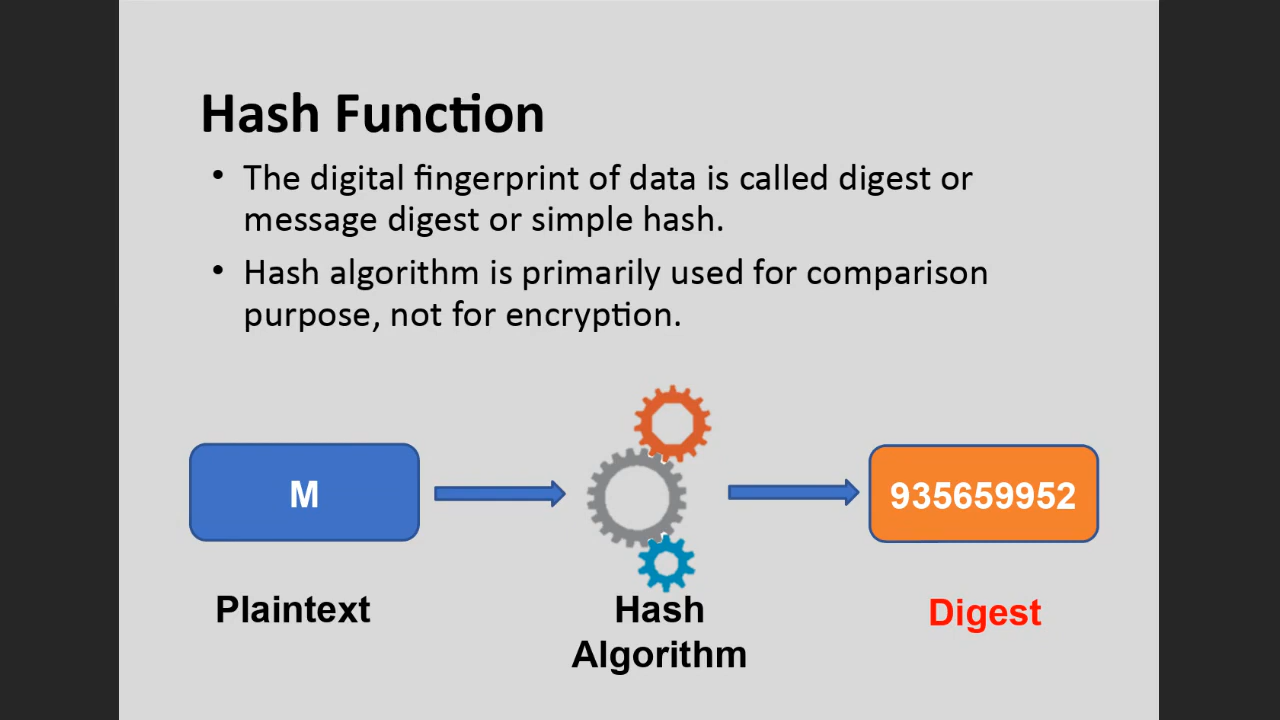 Hash Function
• The digital fingerprint of data is called digest or
message digest or simple hash.
• Hash algorithm is primarily used for comparison
purpose, not for encryption.
M
935659952
Plaintext
Hash
Algorithm
Digest